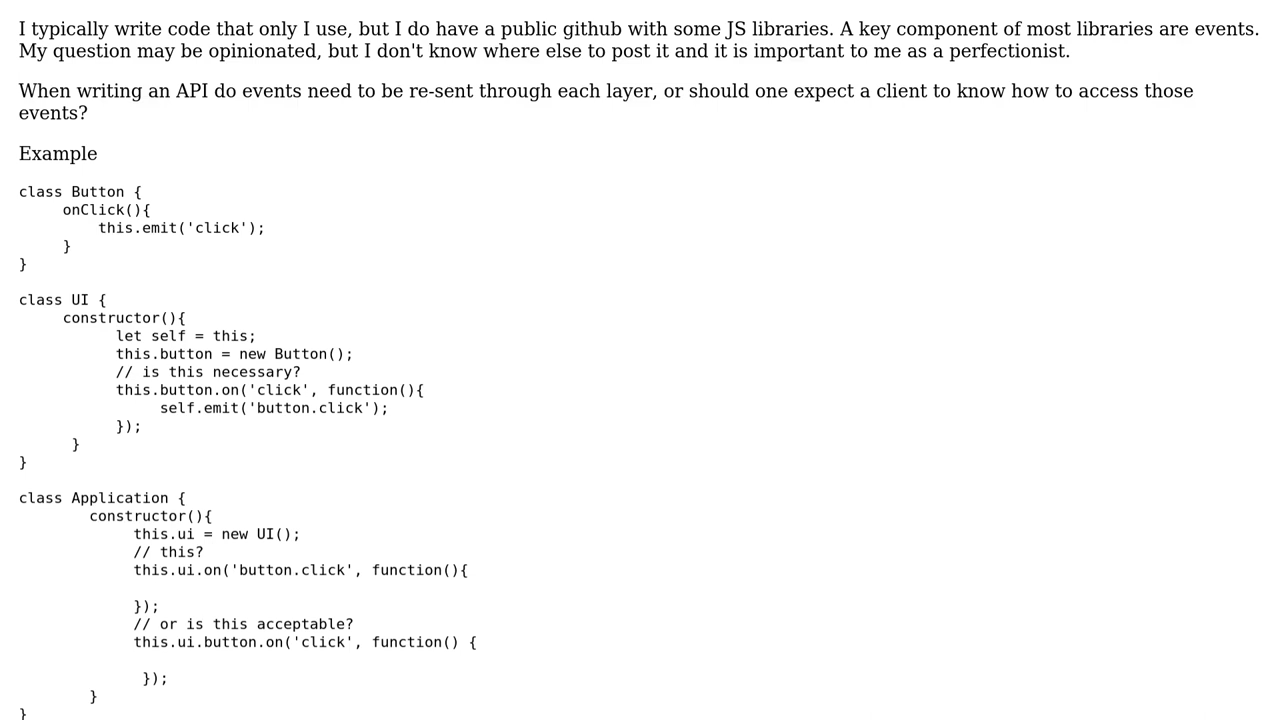 I typically write code that only I use, but I do have a public github with some JS libraries. A key component of most libraries are events.
My question may be opinionated, but I don't know where else to post it and it is important to me as a perfectionist.
When writing an API do events need to be re-sent through each layer, or should one expect a client to know how to access those
events?
Example
class Button {
     onClick(){
         this.emit('click');
     }
}
class UI {
     constructor(){
           let self = this;
           this.button = new Button();
           // is this necessary?
           this.button.on('click', function(){
                self.emit('button.click');
           });
      }
}
class Application {
        constructor(){
             this.ui = new UI();
             // this?
             this.ui.on('button.click', function(){
             });
             // or is this acceptable?
             this.ui.button.on('click', function() {
              });
        }
}